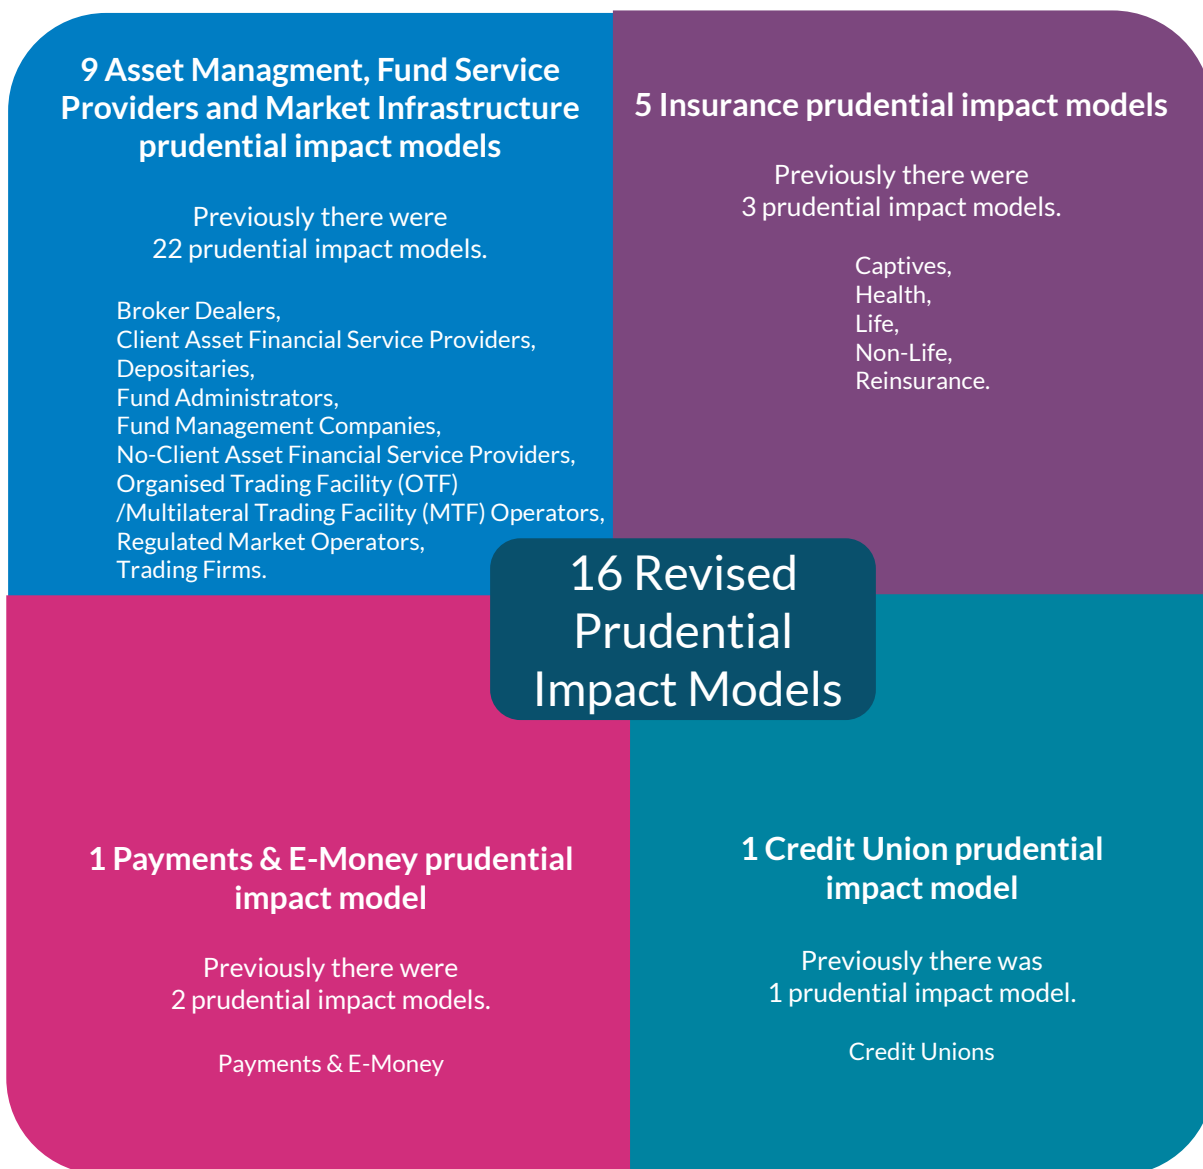 9 Asset Managment, Fund Service
Providers and Market Infrastructure
prudential impact models
Previously there were
22 prudential impact models.
Broker Dealers,
Client Asset Financial Service Providers,
Depositaries,
Fund Administrators,
Fund Management Companies,
No-Client Asset Financial Service Providers,
Organised Trading Facility (OTF)
/Multilateral Trading Facility (MTF) Operators,
Regulated Market Operators,
Trading Firms.
5 Insurance prudential impact models
Previously there were
3 prudential impact models.
Captives,
Health,
Life,
Non-Life,
Reinsurance.
16 Revised
Prudential
Impact Models
1 Payments & E-Money prudential
impact model
Previously there were
2 prudential impact models.
Payments & E-Money
1 Credit Union prudential
impact model
Previously there was
1 prudential impact model.
Credit Unions